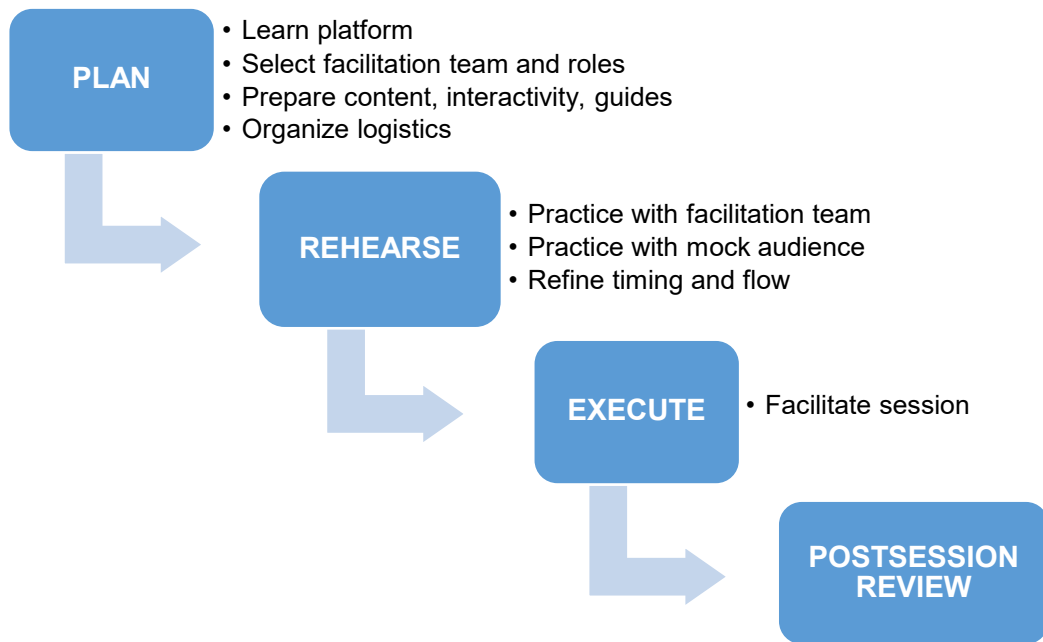 PLAN
• Learn platform
• Select facilitation team and roles
• Prepare content, interactivity, guides
• Organize logistics
REHEARSE
• Practice with facilitation team
• Practice with mock audience
• Refine timing and flow
EXECUTE
• Facilitate session
POSTSESSION
REVIEW